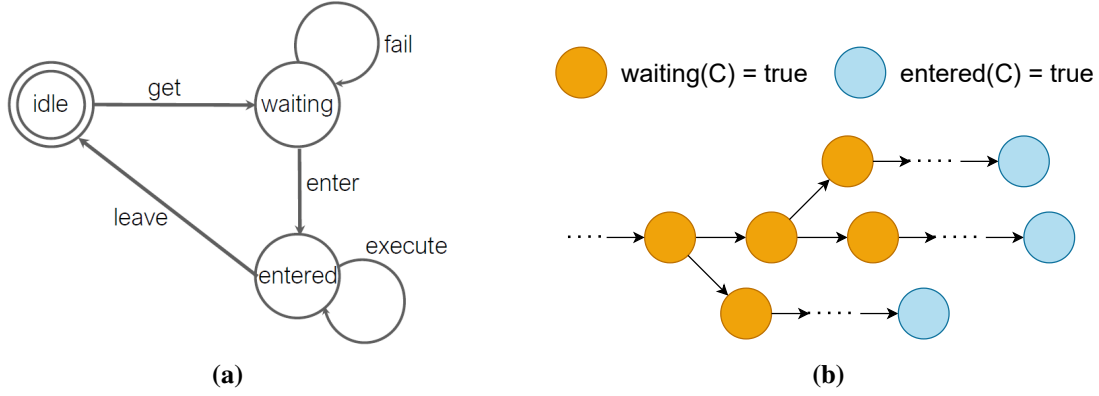 fail
idle
get
waiting
enter
leave
execute
entered
(a)
waiting(C) = true
entered(C) = true
(b)